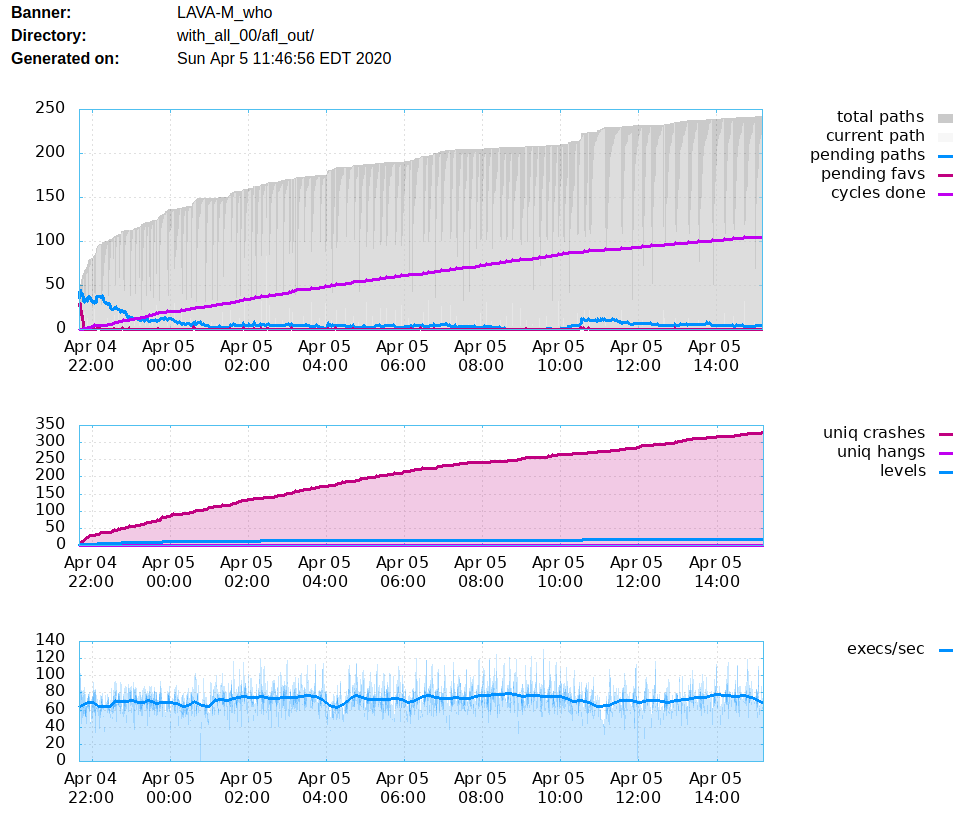 Banner: LAVA-M_who
Directory: with_all_00/afl_out/
Generated on: Sun Apr 5 11:46:56 EDT 2020
250
200
150
100
50
0
Apr 04 Apr 05 Apr 05 Apr 05 Apr 05 Apr 05 Apr 05 Apr 05 Apr 05
22:00 00:00 02:00 04:00 06:00 08:00 10:00 12:00 14:00
total paths
current path
pending paths
pending favs
cycles done
350
300
250
200
150
100
50
0
Apr 04 Apr 05 Apr 05 Apr 05 Apr 05 Apr 05 Apr 05 Apr 05 Apr 05
22:00 00:00 02:00 04:00 06:00 08:00 10:00 12:00 14:00
uniq crashes
uniq hangs
levels
140
120
100
80
60
40
20
0
Apr 04 Apr 05 Apr 05 Apr 05 Apr 05 Apr 05 Apr 05 Apr 05 Apr 05
22:00 00:00 02:00 04:00 06:00 08:00 10:00 12:00 14:00
execs/sec